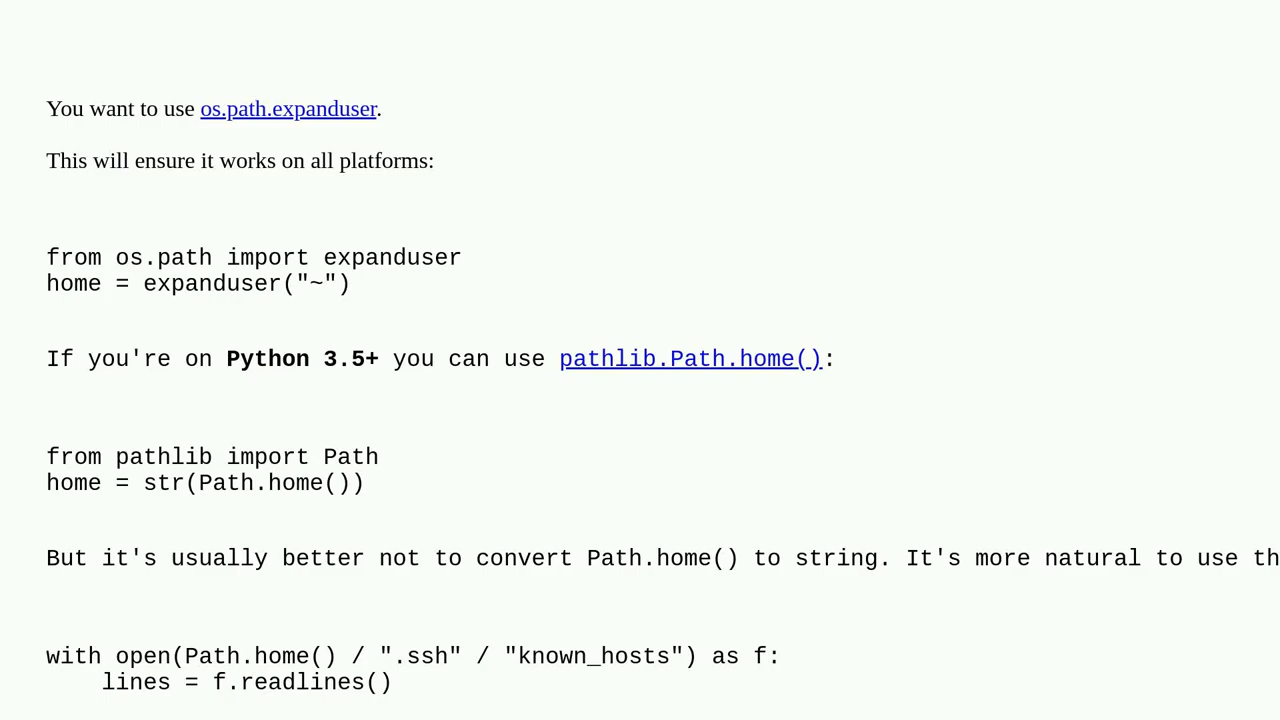 You want to use os.path.expanduser.
This will ensure it works on all platforms:
from os.path import expanduser
home = expanduser("~")
If you're on Python 3.5+ you can use pathlib.Path.home():
from pathlib import Path
home = str(Path.home())
But it's usually better not to convert Path.home() to string. It's more natural to use th
with open(Path.home() / ".ssh" / "known_hosts") as f:
    lines = f.readlines()